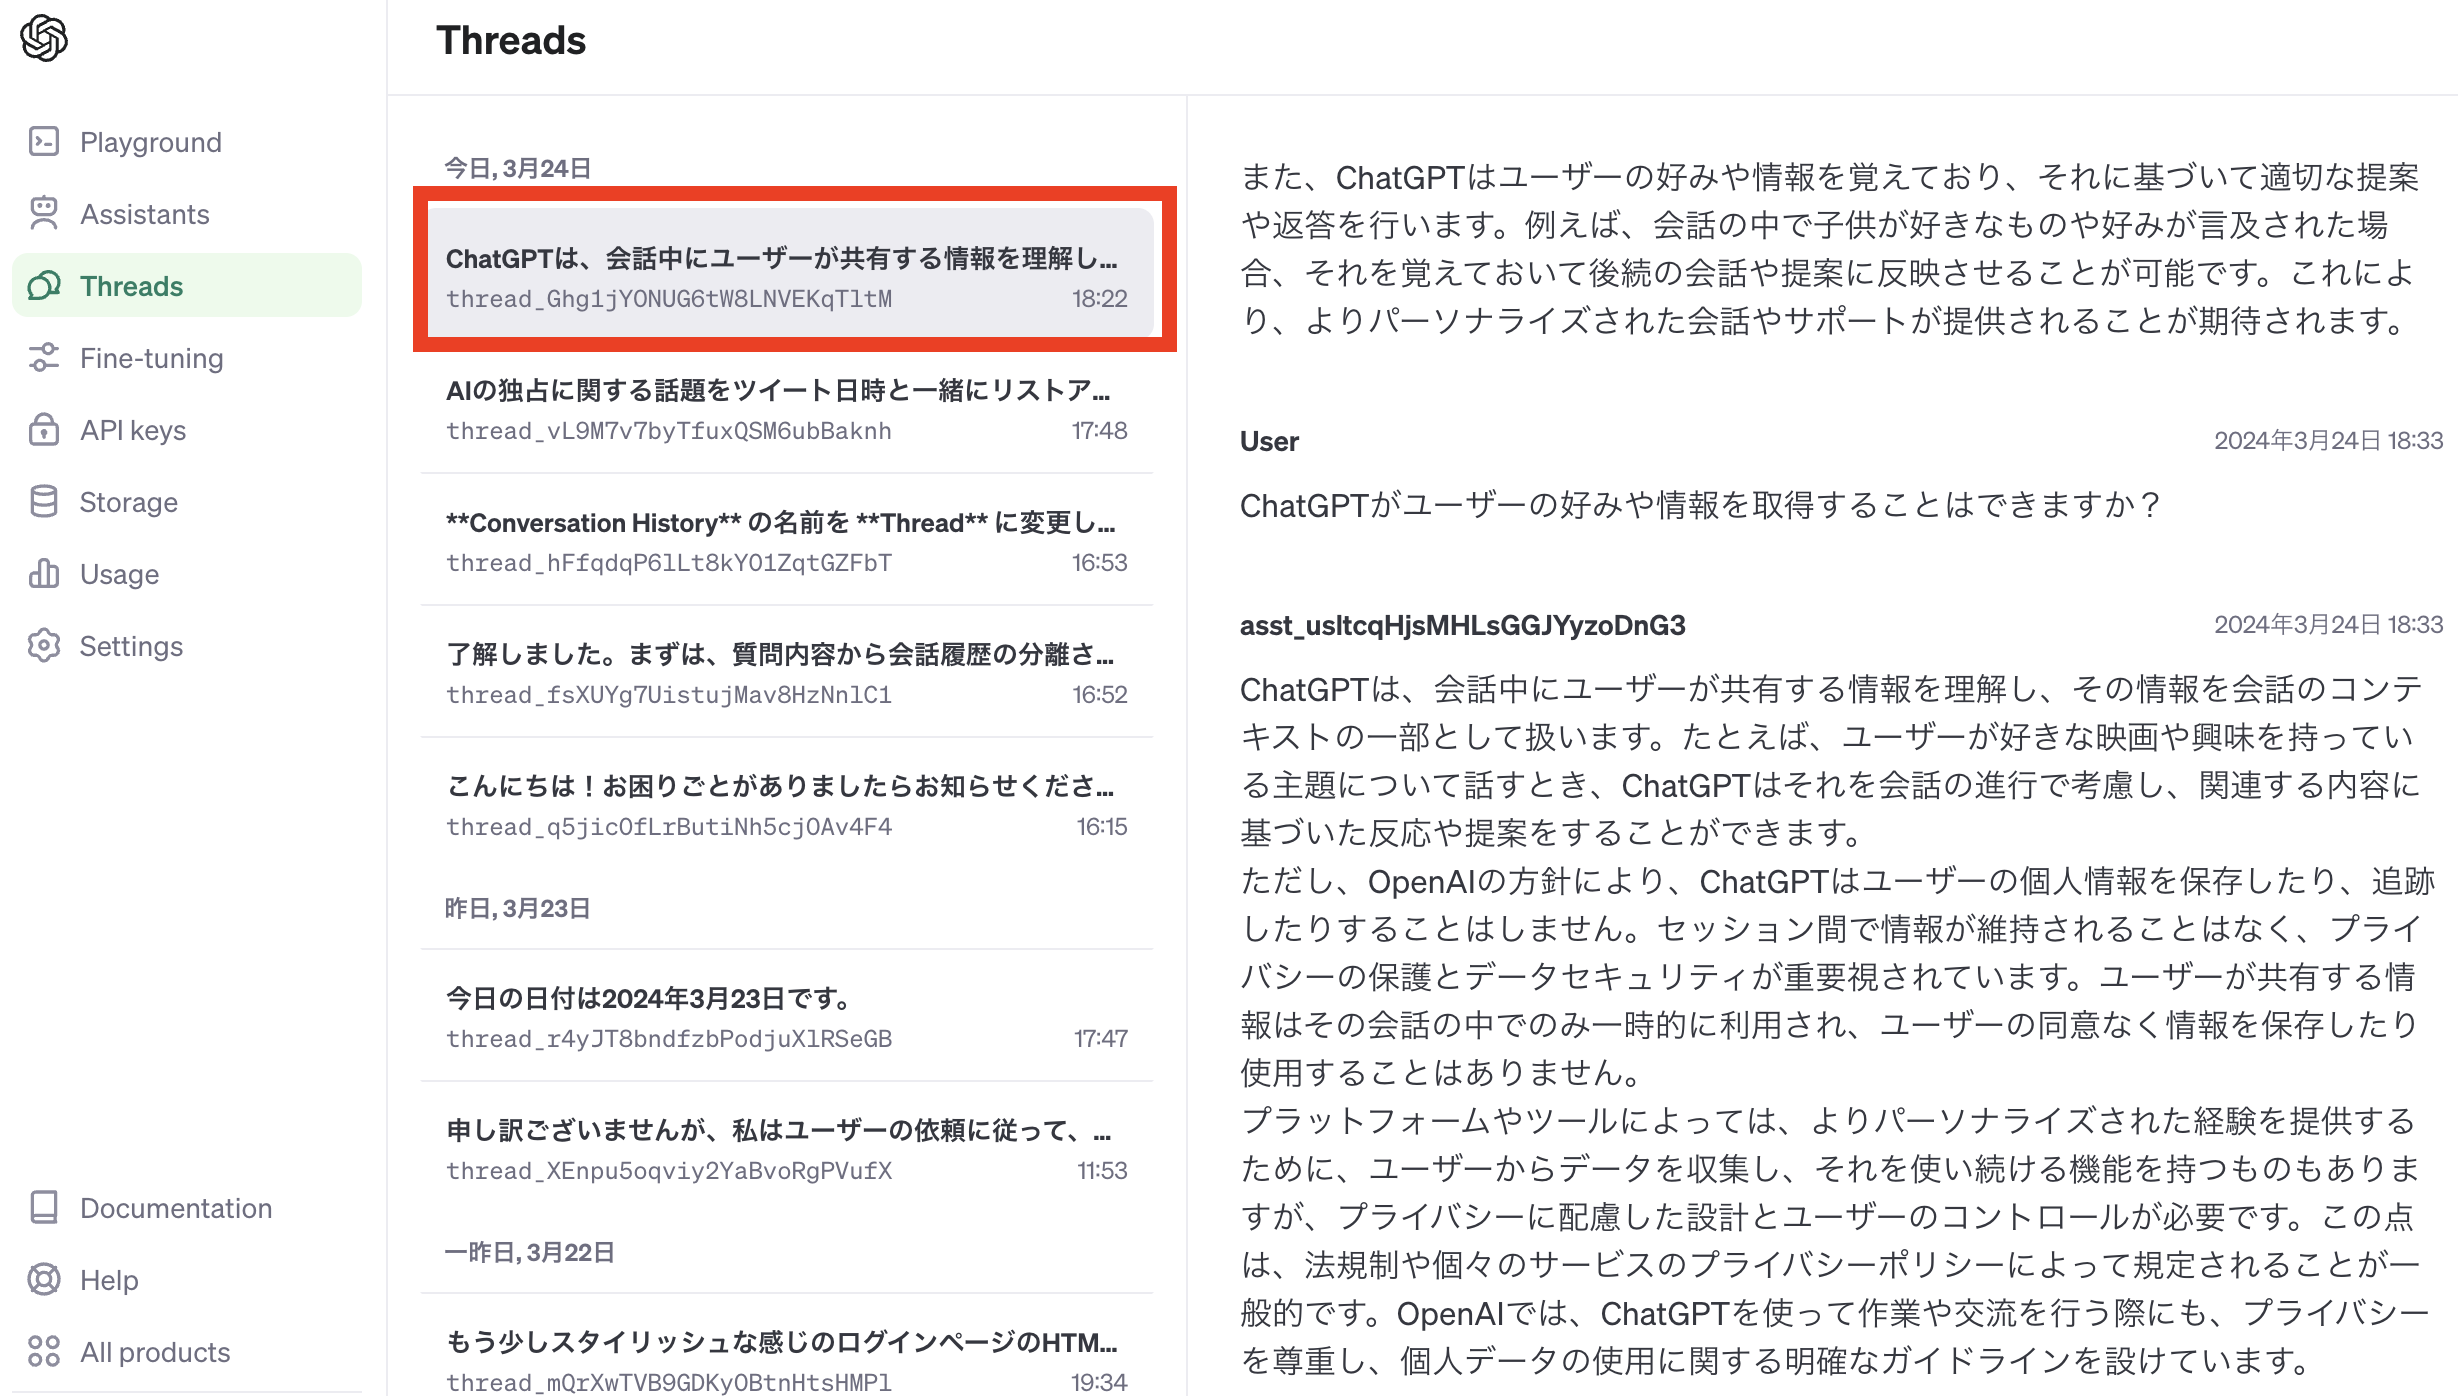 Threads
Playground
Assistants
Threads
Fine-tuning
API keys
Storage
Usage
Settings
Documentation
Help
All products
今日, 3月24日
ChatGPTは、会話中にユーザーが共有する情報を理解し...
thread_Ghg1jYONUG6tW8LNVEKqTltM 18:22
AIの独占に関する話題をツイート日時と一緒にリストア...
thread_vL9M7v7byTfuxQSM6ubBaknh 17:48
**Conversation History** の名前を **Thread** に変更し...
thread_hFfqdqP6lLt8kYO1ZqtGZFbT 16:53
了解しました。まずは、質問内容から会話履歴の分離さ...
thread_fsXUYg7UistujMav8HzNnlC1 16:52
こんにちは！お困りごとがありましたらお知らせくださ...
thread_q5jicOfLrButiNh5cjOAv4F4 16:15
昨日, 3月23日
今日の日付は2024年3月23日です。
thread_r4yJT8bndfzbPodjuXlRSeGB 17:47
申し訳ございませんが、私はユーザーの依頼に従って、...
thread_XEnpu5oqviy2YaBvoRgPVufX 11:53
一昨日, 3月22日
もう少しスタイリッシュな感じのログインページのHTM...
thread_mQrXwTVB9GDKyOBtnHtsHMPl 19:34
また、ChatGPTはユーザーの好みや情報を覚えており、それに基づいて適切な提案
や返答を行います。例えば、会話の中で子供が好きなものや好みが言及された場
合、それを覚えておいて後続の会話や提案に反映させることが可能です。これによ
り、よりパーソナライズされた会話やサポートが提供されることが期待されます。
User 2024年3月24日 18:33
ChatGPTがユーザーの好みや情報を取得することはできますか？
asst_usltcqHjsMHLsGGJYyzoDnG3 2024年3月24日 18:33
ChatGPTは、会話中にユーザーが共有する情報を理解し、その情報を会話のコンテ
キストの一部として扱います。たとえば、ユーザーが好きな映画や興味を持ってい
る主題について話すとき、ChatGPTはそれを会話の進行で考慮し、関連する内容に
基づいた反応や提案をすることができます。
ただし、OpenAIの方針により、ChatGPTはユーザーの個人情報を保存したり、追跡
したりすることはしません。セッション間で情報が維持されることはなく、プライ
バシーの保護とデータセキュリティが重要視されています。ユーザーが共有する情
報はその会話の中でのみ一時的に利用され、ユーザーの同意なく情報を保存したり
使用することはありません。
プラットフォームやツールによっては、よりパーソナライズされた経験を提供する
ために、ユーザーからデータを収集し、それを使い続ける機能を持つものもありま
すが、プライバシーに配慮した設計とユーザーのコントロールが必要です。この点
は、法規制や個々のサービスのプライバシーポリシーによって規定されることが一
般的です。OpenAIでは、ChatGPTを使って作業や交流を行う際にも、プライバシー
を尊重し、個人データの使用に関する明確なガイドラインを設けています。